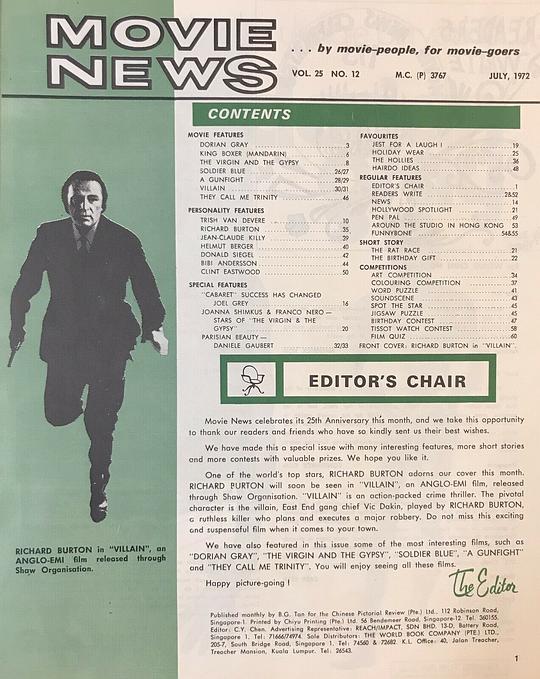 MOVIE
NEWS
. . . by movie-people, for movie-goers
VOL. 25 NO. 12 M.C. (P) 3767 JULY, 1972
CONTENTS
MOVIE FEATURES
DORIAN GRAY 3
KING BOXER (MANDARIN) 6
THE VIRGIN AND THE GYPSY 8
SOLDIER BLUE 26/27
A GUNFIGHT 28/29
VILLAIN 30/31
THEY CALL ME TRINITY 46
PERSONALITY FEATURES
TRISH VAN DEVERE 10
RICHARD BURTON 35
JEAN-CLAUDE KILLY 39
HELMUT BERGER 40
DONALD SIEGEL 42
BIBI ANDERSSON 44
CLINT EASTWOOD 50
SPECIAL FEATURES
"CABARET" SUCCESS HAS CHANGED
JOEL GREY 16
JOANNA SHIMKUS & FRANCO NERO —
STARS OF "THE VIRGIN & THE
GYPSY" 20
PARISIAN BEAUTY —
DANIELE GAUBERT 32/33
FAVOURITES
JEST FOR A LAUGH ! 19
HOLIDAY WEAR 25
THE HOLLIES 36
HAIRDO IDEAS 48
REGULAR FEATURES
EDITOR'S CHAIR 1
READERS WRITE 2&52
NEWS 14
HOLLYWOOD SPOTLIGHT 21
PEN PAL 49
AROUND THE STUDIO IN HONG KONG 53
FUNNYBONE 54&55
SHORT STORY
THE RAT RACE 21
THE BIRTHDAY GIFT 22
COMPETITIONS
ART COMPETITION 34
COLOURING COMPETITION 37
WORD PUZZLE 41
SOUNDSCENE 43
SPOT THE STAR 45
JIGSAW PUZZLE 45
BIRTHDAY CONTEST 47
TISSOT WATCH CONTEST 58
FILM QUIZ 60
FRONT COVER: RICHARD BURTON in "VILLAIN".
EDITOR'S CHAIR
Movie News celebrates its 25th Anniversary this month, and we take this opportunity
to thank our readers and friends who have so kindly sent us their best wishes.
We have made this a special issue with many interesting features, more short stories
and more contests with valuable prizes. We hope you like it.
One of the world's top stars, RICHARD BURTON adorns our cover this month.
RICHARD BURTON will soon be seen in "VILLAIN", an ANGLO-EMI film, released
through Shaw Organisation. "VILLAIN" is an action-packed crime thriller. The pivotal
character is the villain, East End gang chief Vic Dakin, played by RICHARD BURTON,
a ruthless killer who plans and executes a major robbery. Do not miss this exciting
and suspenseful film when it comes to your town.
We have also featured in this issue some of the most interesting films, such as
"DORIAN GRAY", "THE VIRGIN AND THE GYPSY", "SOLDIER BLUE", "A GUNFIGHT"
and "THEY CALL ME TRINITY". You will enjoy seeing all these films.
Happy picture-going !
The Editor
RICHARD BURTON in "VILLAIN", an
ANGLO-EMI film released through
Shaw Organisation.
Published monthly by B.G. Tan for the Chinese Pictorial Review (Pte.) Ltd., 112 Robinson Road,
Singapore-1. Printed by Chiyu Printing (Pte.) Ltd. 56 Bendemeer Road, Singapore-12. Tel. 360155.
Editor: C.Y. Chen. Advertising Representative: REACH/IMPACT, SDN BHD. 13-D, Battery Road,
Singapore 1. Tel: 71666/74974. Sole Distributors: THE WORLD BOOK COMPANY (PTE.) LTD.,
205-7, South Bridge Road, Singapore 1. Tel: 74560 & 72682. K.L. Office: 40, Jalan Treacher,
Treacher Mansion, Kuala Lumpur. Tel: 26543.
1